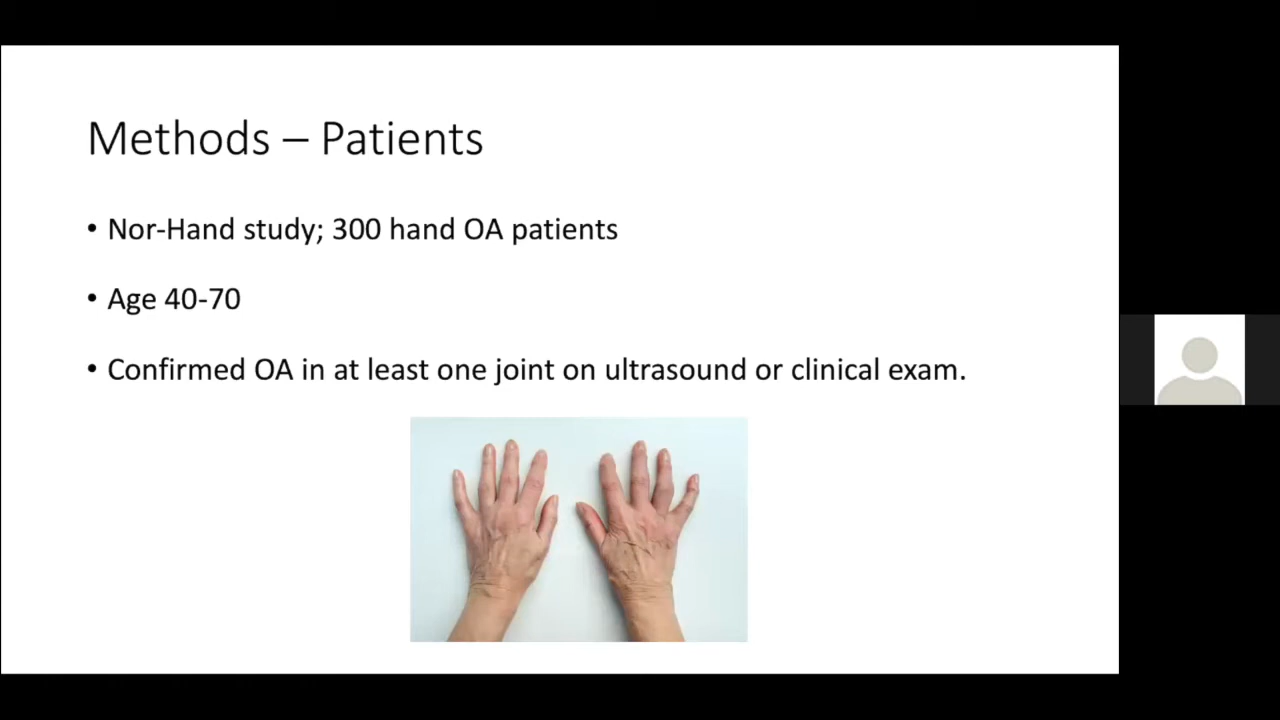 Methods – Patients
• Nor-Hand study; 300 hand OA patients
• Age 40-70
• Confirmed OA in at least one joint on ultrasound or clinical exam.